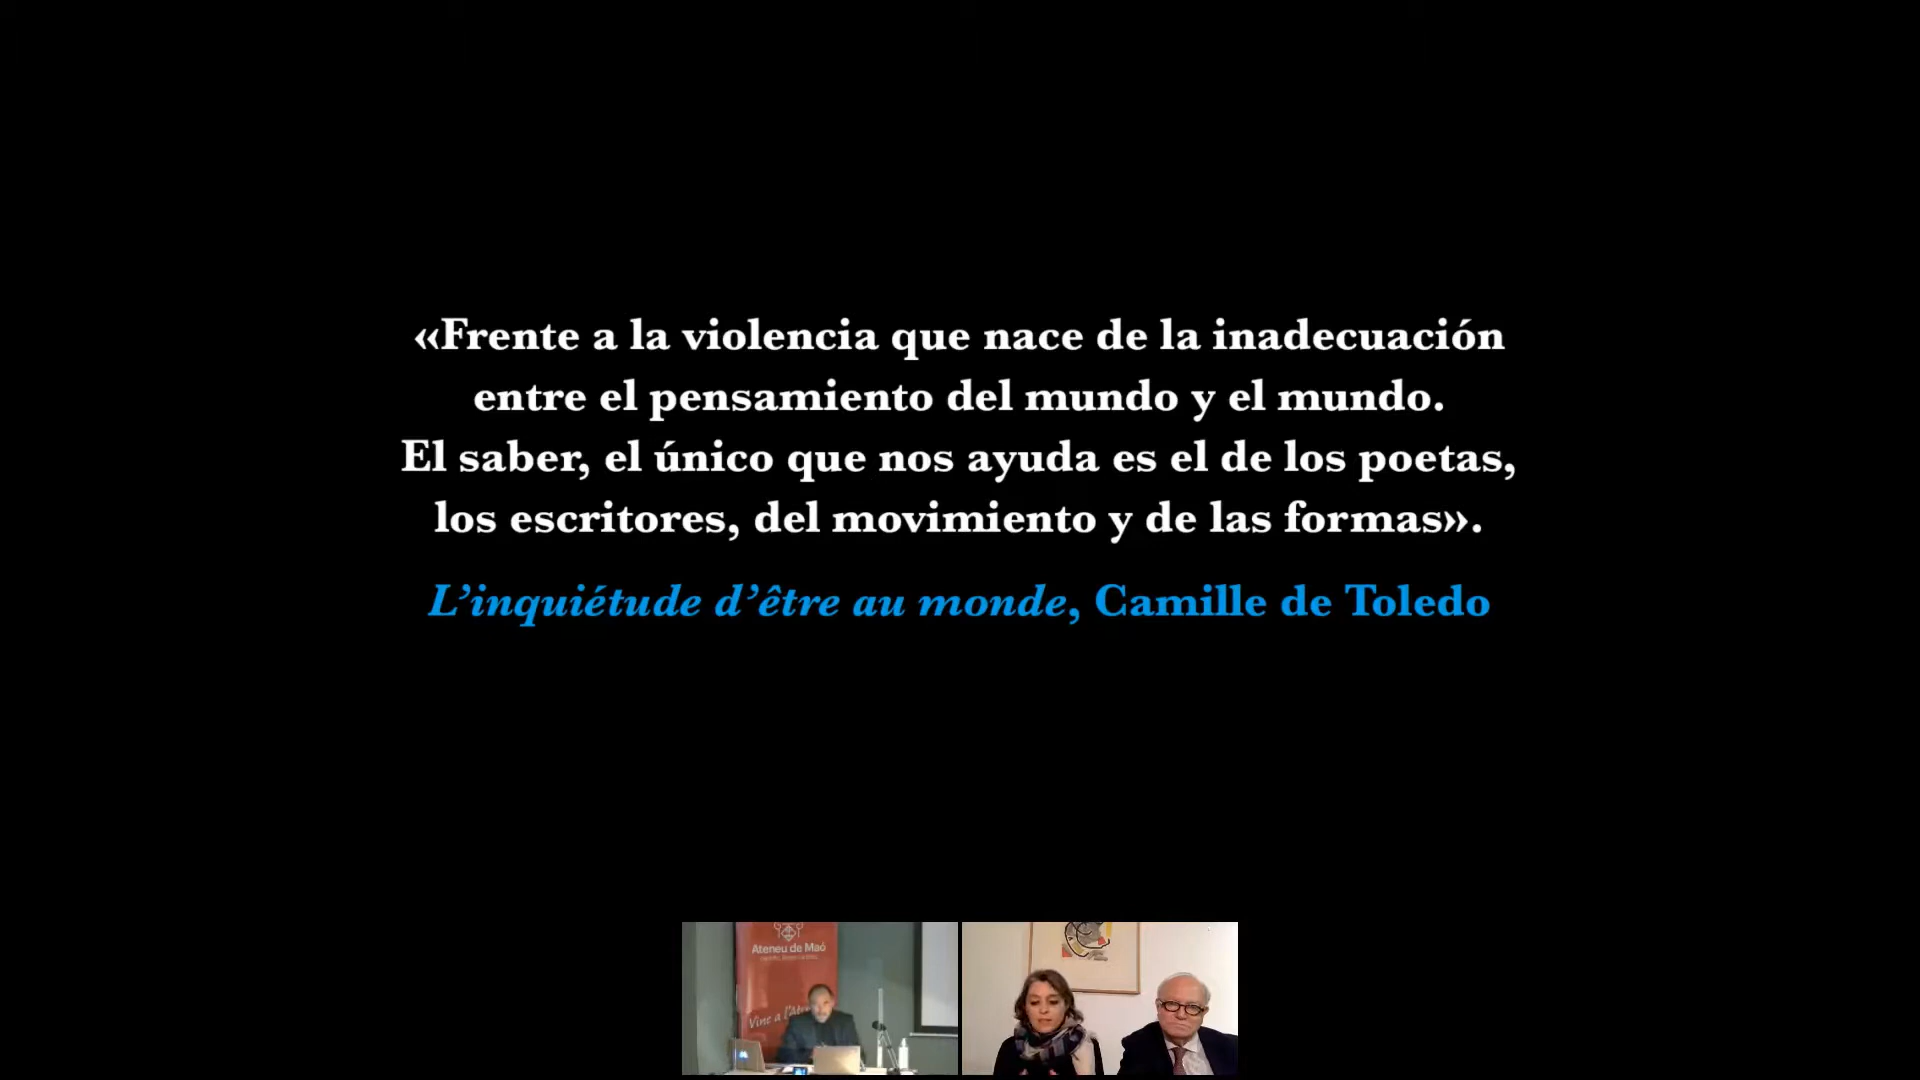 «Frente a la violencia que nace de la inadecuación
entre el pensamiento del mundo y el mundo.
El saber, el único que nos ayuda es el de los poetas,
los escritores, del movimiento y de las formas».
L’inquiétude d’être au monde, Camille de Toledo
Ateneu de Maó
Vine a l'Ate